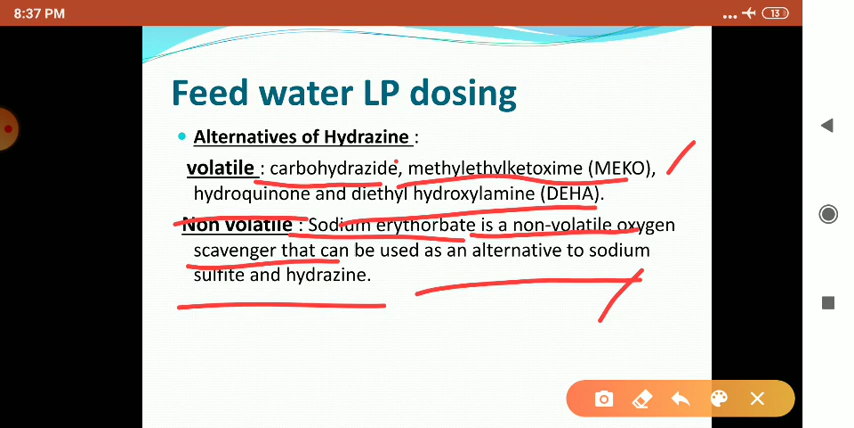 8:37 PM
13
Feed water LP dosing
Alternatives of Hydrazine :
volatile : carbohydrazide, methylethylketoxime (MEKO),
hydroquinone and diethyl hydroxylamine (DEHA).
Non volatile : Sodium erythorbate is a non-volatile oxygen
scavenger that can be used as an alternative to sodium
sulfite and hydrazine.